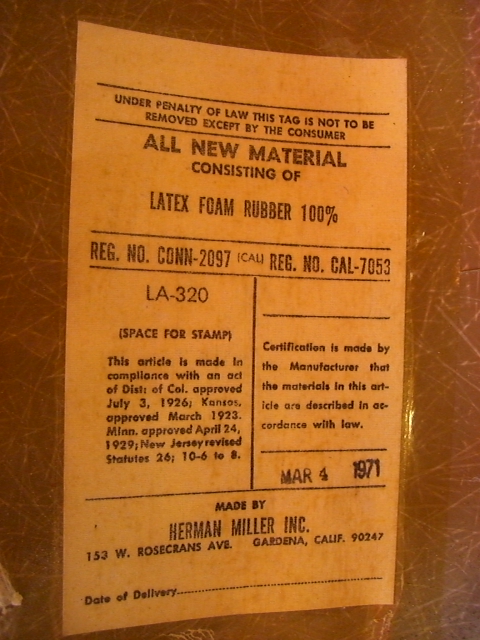 UNDER PENALTY OF LAW THIS TAG IS NOT TO BE
REMOVED EXCEPT BY THE CONSUMER
ALL NEW MATERIAL
CONSISTING OF
LATEX FOAM RUBBER 100%
REG. NO. CONN-2097 (CAL) REG. NO. CAL-7053
LA-320
(SPACE FOR STAMP)
This article is made in
compliance with an act
of Dist: of Col. approved
July 3, 1926; Kansas,
approved March 1923.
Minn. approved April 24,
1929; New Jersey revised
Statutes 26; 10-6 to 8.
Certification is made by
the Manufacturer that
the materials in this art-
icle are described in ac-
cordance with law.
MAR 4 1971
MADE BY
HERMAN MILLER INC.
153 W. ROSECRANS AVE. GARDENA, CALIF. 90247
Date of Delivery